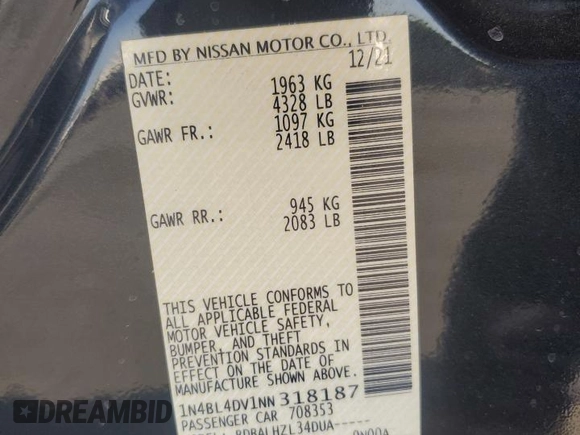 MFD BY NISSAN MOTOR CO., LTD.
DATE: 12/21
GVWR: 1963 KG
4328 LB
GAWR FR.: 1097 KG
2418 LB
GAWR RR.: 945 KG
2083 LB
THIS VEHICLE CONFORMS TO
ALL APPLICABLE FEDERAL
MOTOR VEHICLE SAFETY,
BUMPER, AND THEFT
PREVENTION STANDARDS IN
EFFECT ON THE DATE OF
MANUFACTURE SHOWN ABOVE.
1N4BL4DV1NN318187
PASSENGER CAR 708353
BDBALHZL34DUA-----
AUTOBIDMASTER